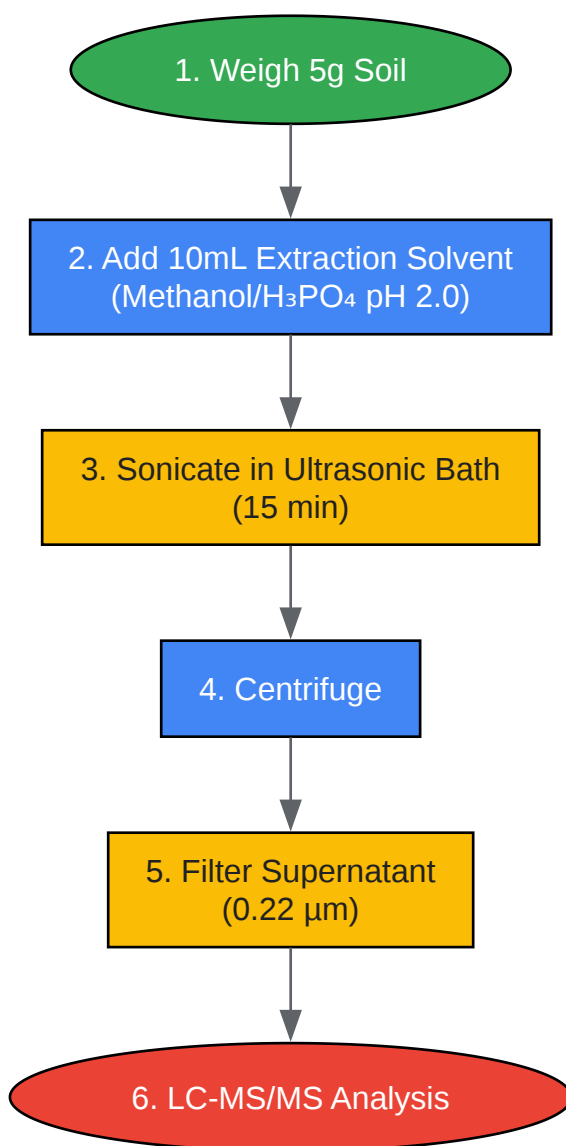 1. Weigh 5g Soil
2. Add 10mL Extraction Solvent
(Methanol/H₃PO₄ pH 2.0)
3. Sonicate in Ultrasonic Bath
(15 min)
4. Centrifuge
5. Filter Supernatant
(0.22 µm)
6. LC-MS/MS Analysis